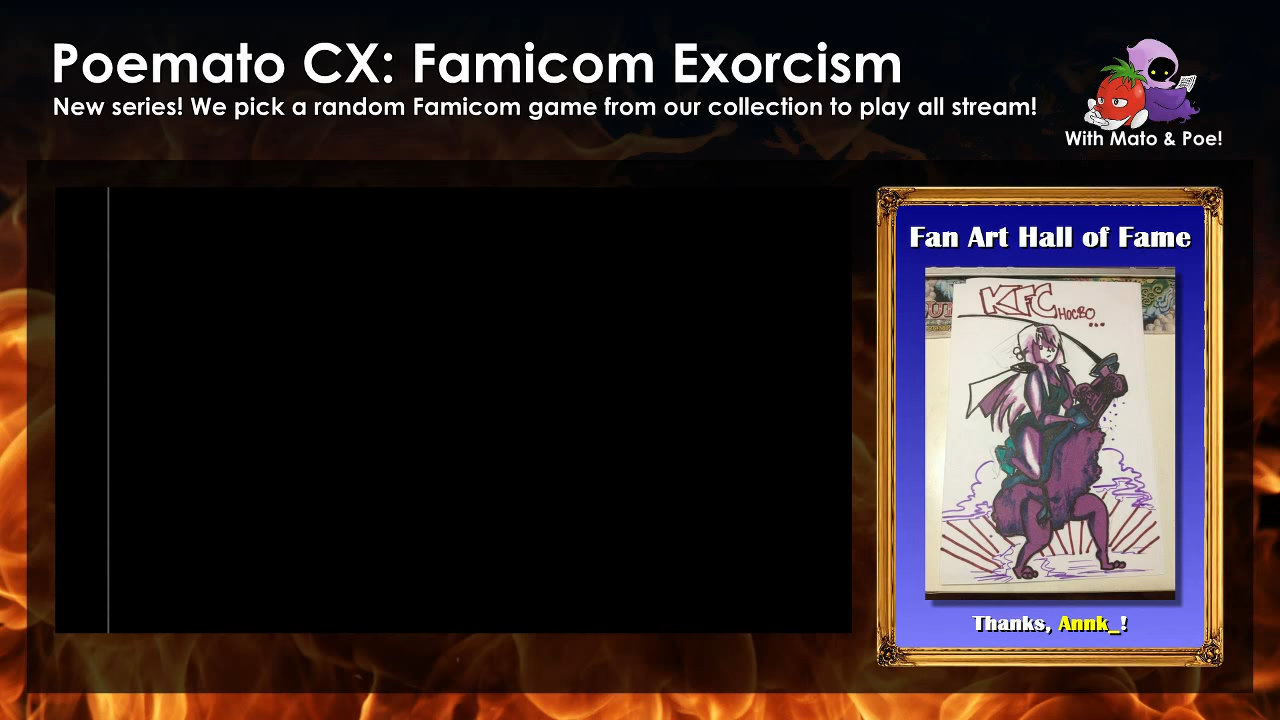 Poemato CX: Famicom Exorcism
New series! We pick a random Famicom game from our collection to play all stream!
With Mato & Poe!
Fan Art Hall of Fame
KFC
HOCBO
...
Thanks, Annk_!